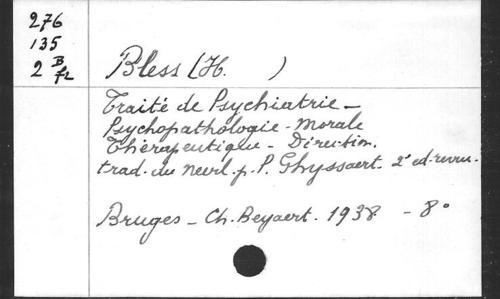 276
135
2 B
fl
Bless (H. )
Traité de Psychiatrie -
Psychopathologie - Morale
Thérapeutique - Direction.
trad. du neerl. p. P. Ghyssaert. 2e ed. revu.
Bruges - Ch. Beyaert. 1938 - 8°